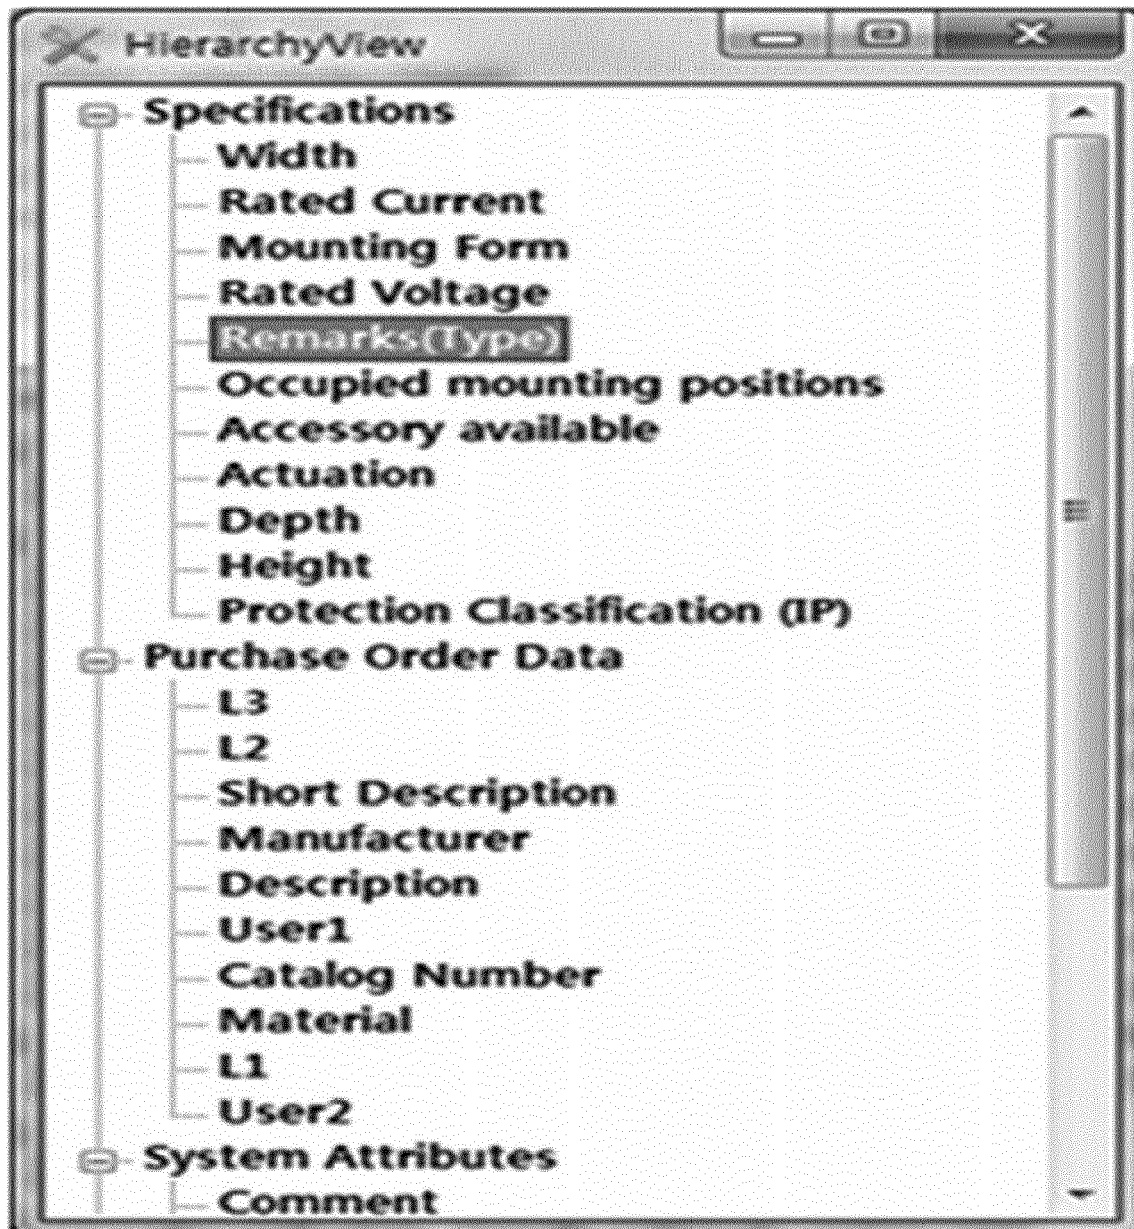 HierarchyView
Specifications
Width
Rated Current
Mounting Form
Rated Voltage
Remarks(Type)
Occupied mounting positions
Accessory available
Actuation
Depth
Height
Protection Classification (IP)
Purchase Order Data
L3
L2
Short Description
Manufacturer
Description
User1
Catalog Number
Material
L1
User2
System Attributes
Comment